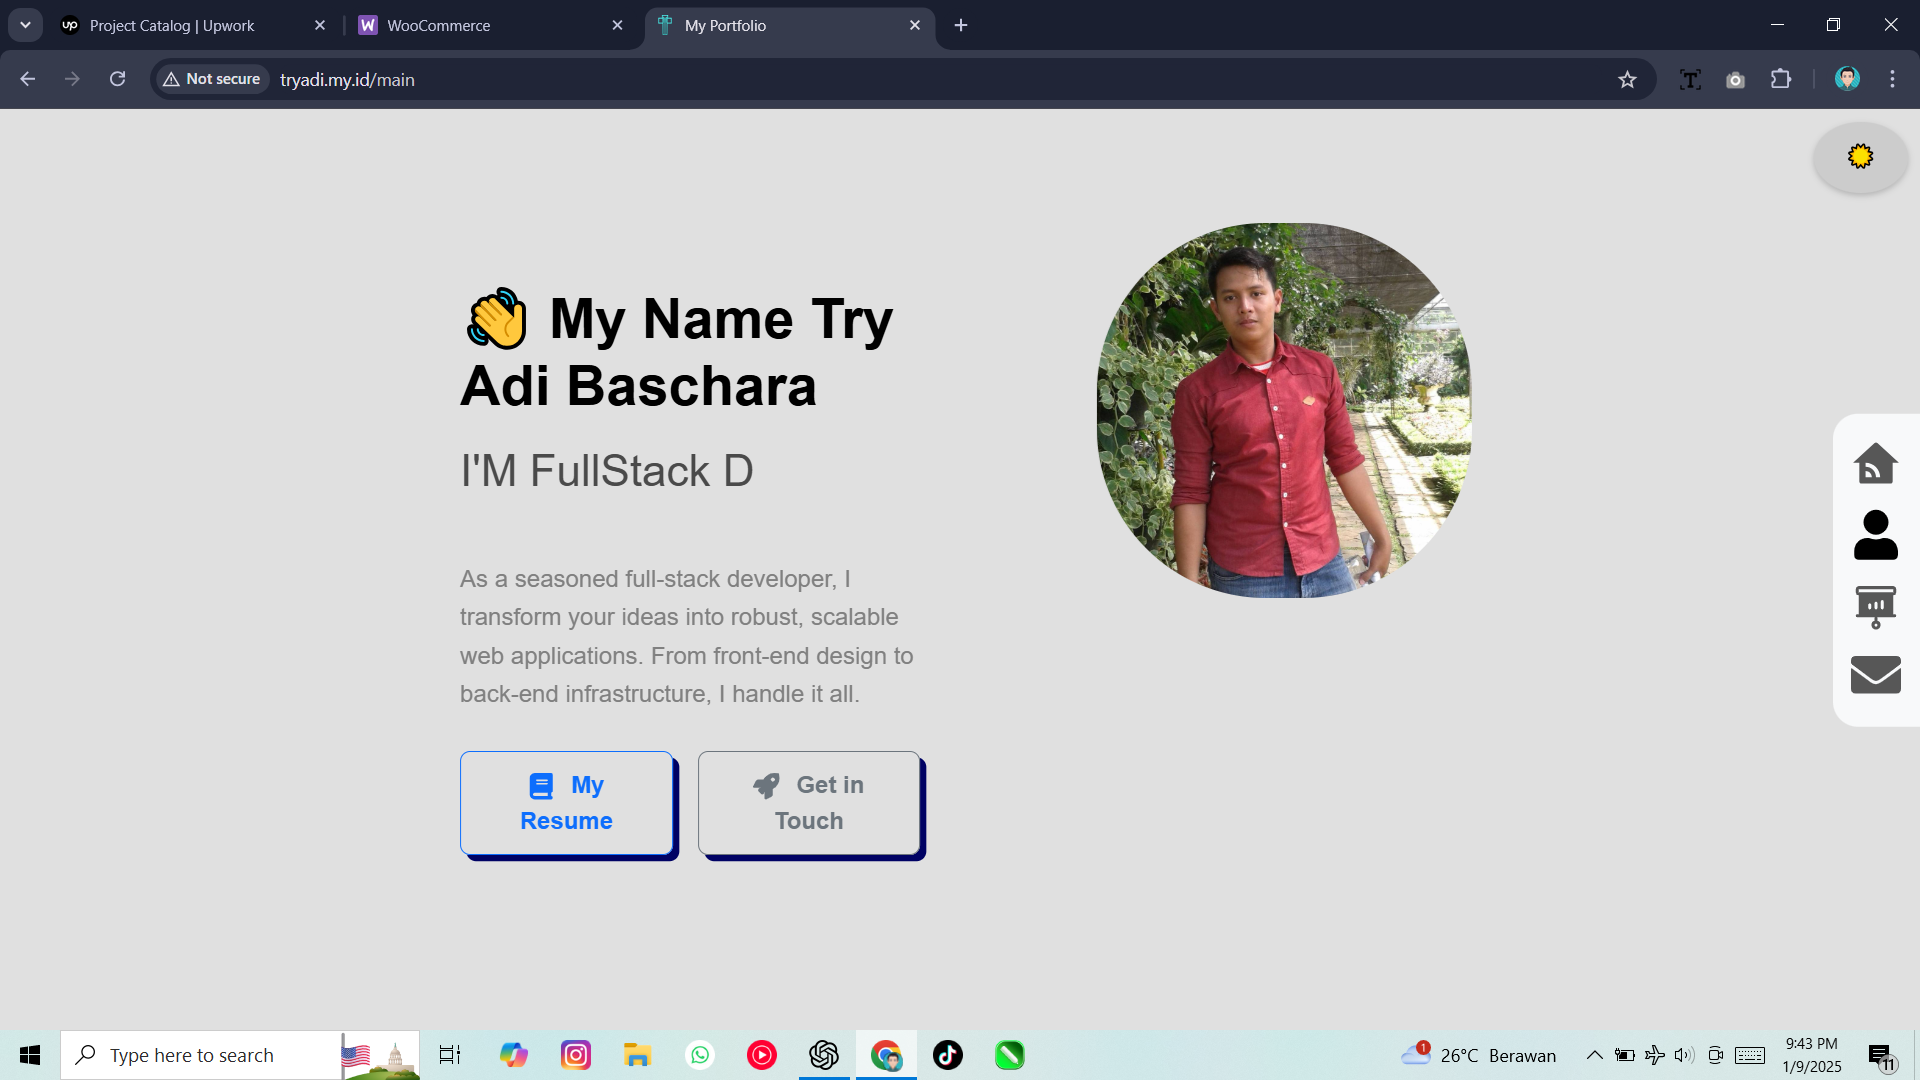 up Project Catalog | Upwork
W WooCommerce
My Portfolio
Not secure
tryadi.my.id/main
👋 My Name Try
Adi Baschara
I'M FullStack D
As a seasoned full-stack developer, I
transform your ideas into robust, scalable
web applications. From front-end design to
back-end infrastructure, I handle it all.
My
Resume
Get in
Touch
Type here to search
1
26°C Berawan
9:43 PM
1/9/2025
11